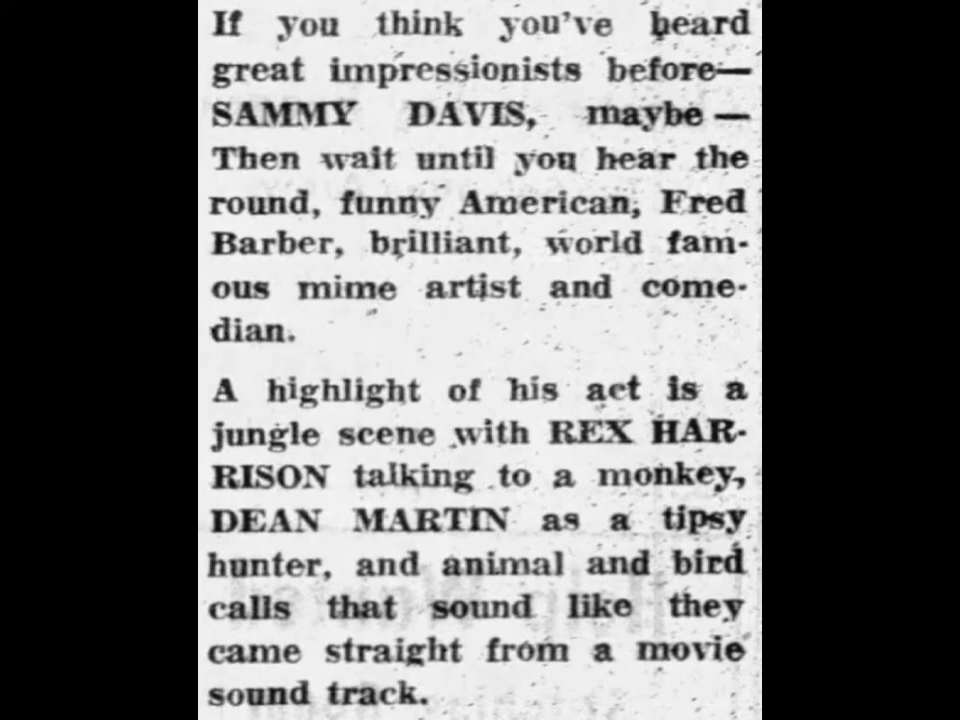 If you think you've heard
great impressionists before—
SAMMY DAVIS, maybe —
Then wait until you hear the
round, funny American, Fred
Barber, brilliant, world fam-
ous mime artist and come-
dian.
A highlight of his act is a
jungle scene with REX HAR-
RISON talking to a monkey,
DEAN MARTIN as a tipsy
hunter, and animal and bird
calls that sound like they
came straight from a movie
sound track.